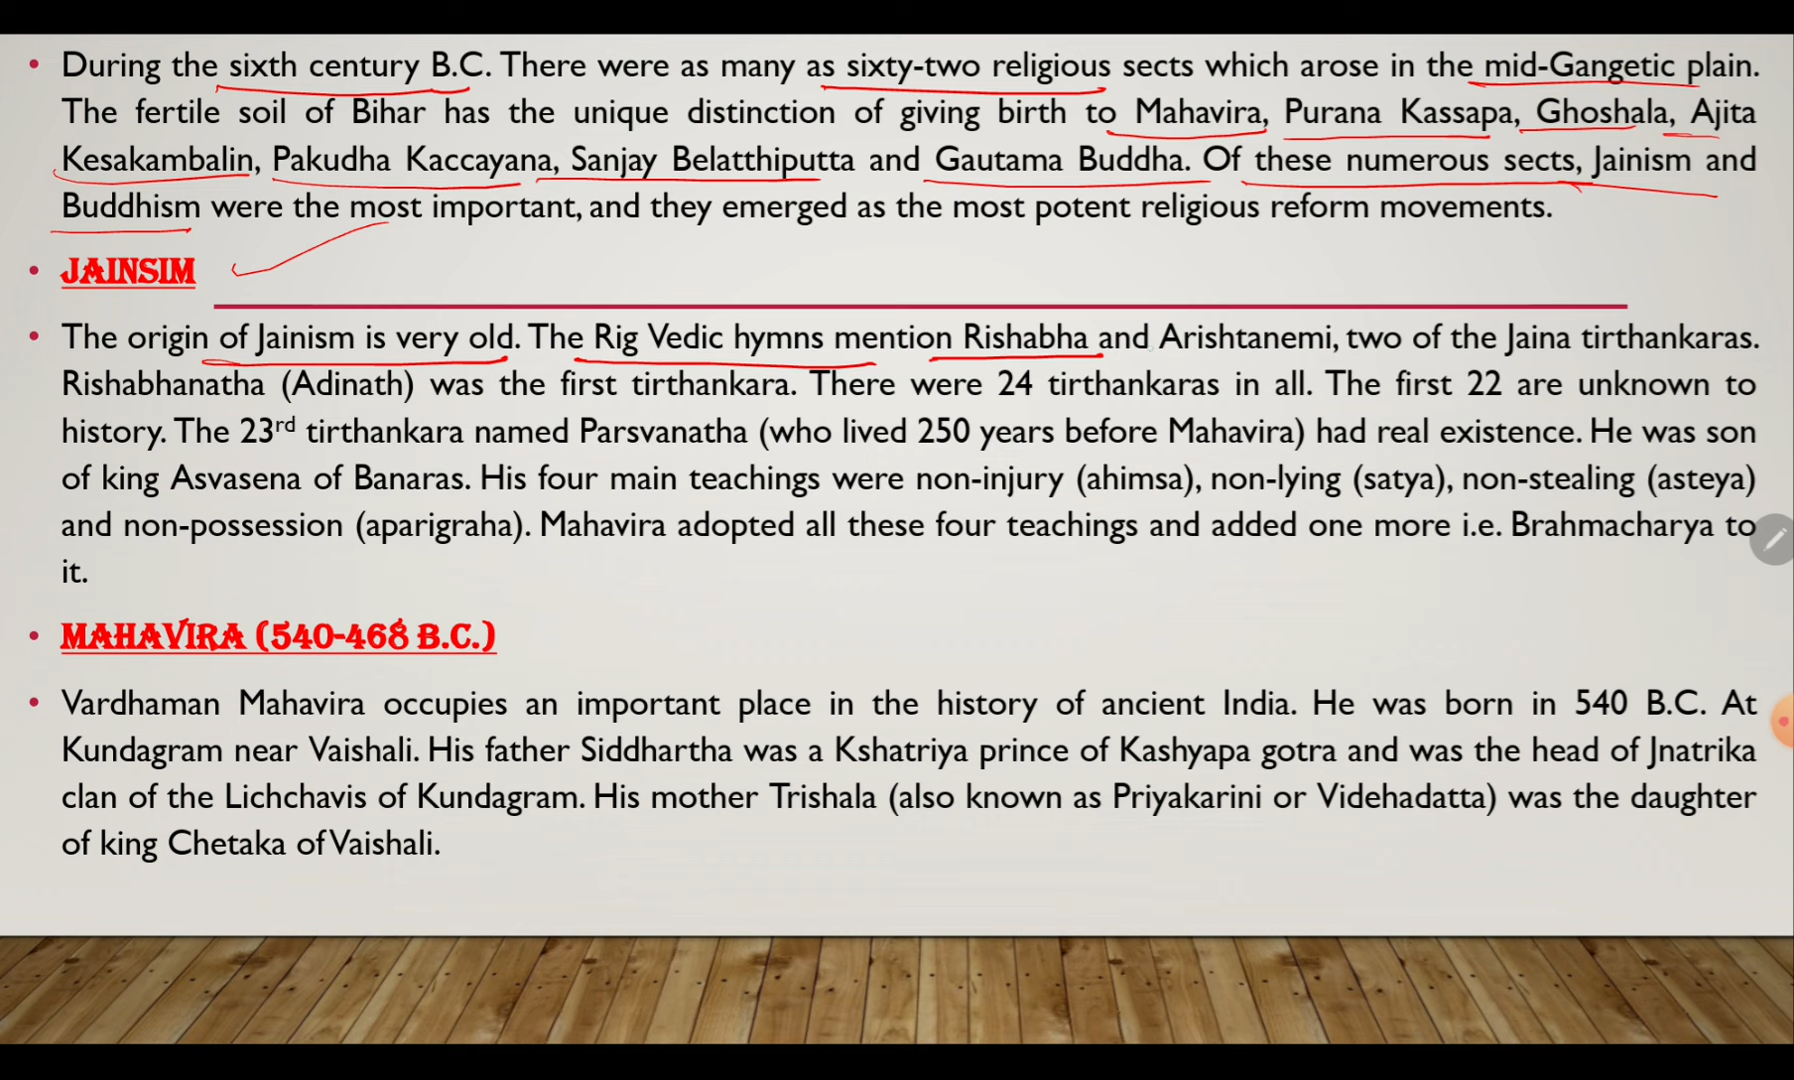 • During the sixth century B.C. There were as many as sixty-two religious sects which arose in the mid-Gangetic plain.
The fertile soil of Bihar has the unique distinction of giving birth to Mahavira, Purana Kassapa, Ghoshala, Ajita
Kesakambalin, Pakudha Kaccayana, Sanjay Belatthiputta and Gautama Buddha. Of these numerous sects, Jainism and
Buddhism were the most important, and they emerged as the most potent religious reform movements.
• JAINSIM
• The origin of Jainism is very old. The Rig Vedic hymns mention Rishabha and Arishtanemi, two of the Jaina tirthankaras.
Rishabhanatha (Adinath) was the first tirthankara. There were 24 tirthankaras in all. The first 22 are unknown to
history. The 23rd tirthankara named Parsvanatha (who lived 250 years before Mahavira) had real existence. He was son
of king Asvasena of Banaras. His four main teachings were non-injury (ahimsa), non-lying (satya), non-stealing (asteya)
and non-possession (aparigraha). Mahavira adopted all these four teachings and added one more i.e. Brahmacharya to
it.
• MAHAVIRA (540-468 B.C.)
• Vardhaman Mahavira occupies an important place in the history of ancient India. He was born in 540 B.C. At
Kundagram near Vaishali. His father Siddhartha was a Kshatriya prince of Kashyapa gotra and was the head of Jnatrika
clan of the Lichchavis of Kundagram. His mother Trishala (also known as Priyakarini or Videhadatta) was the daughter
of king Chetaka of Vaishali.